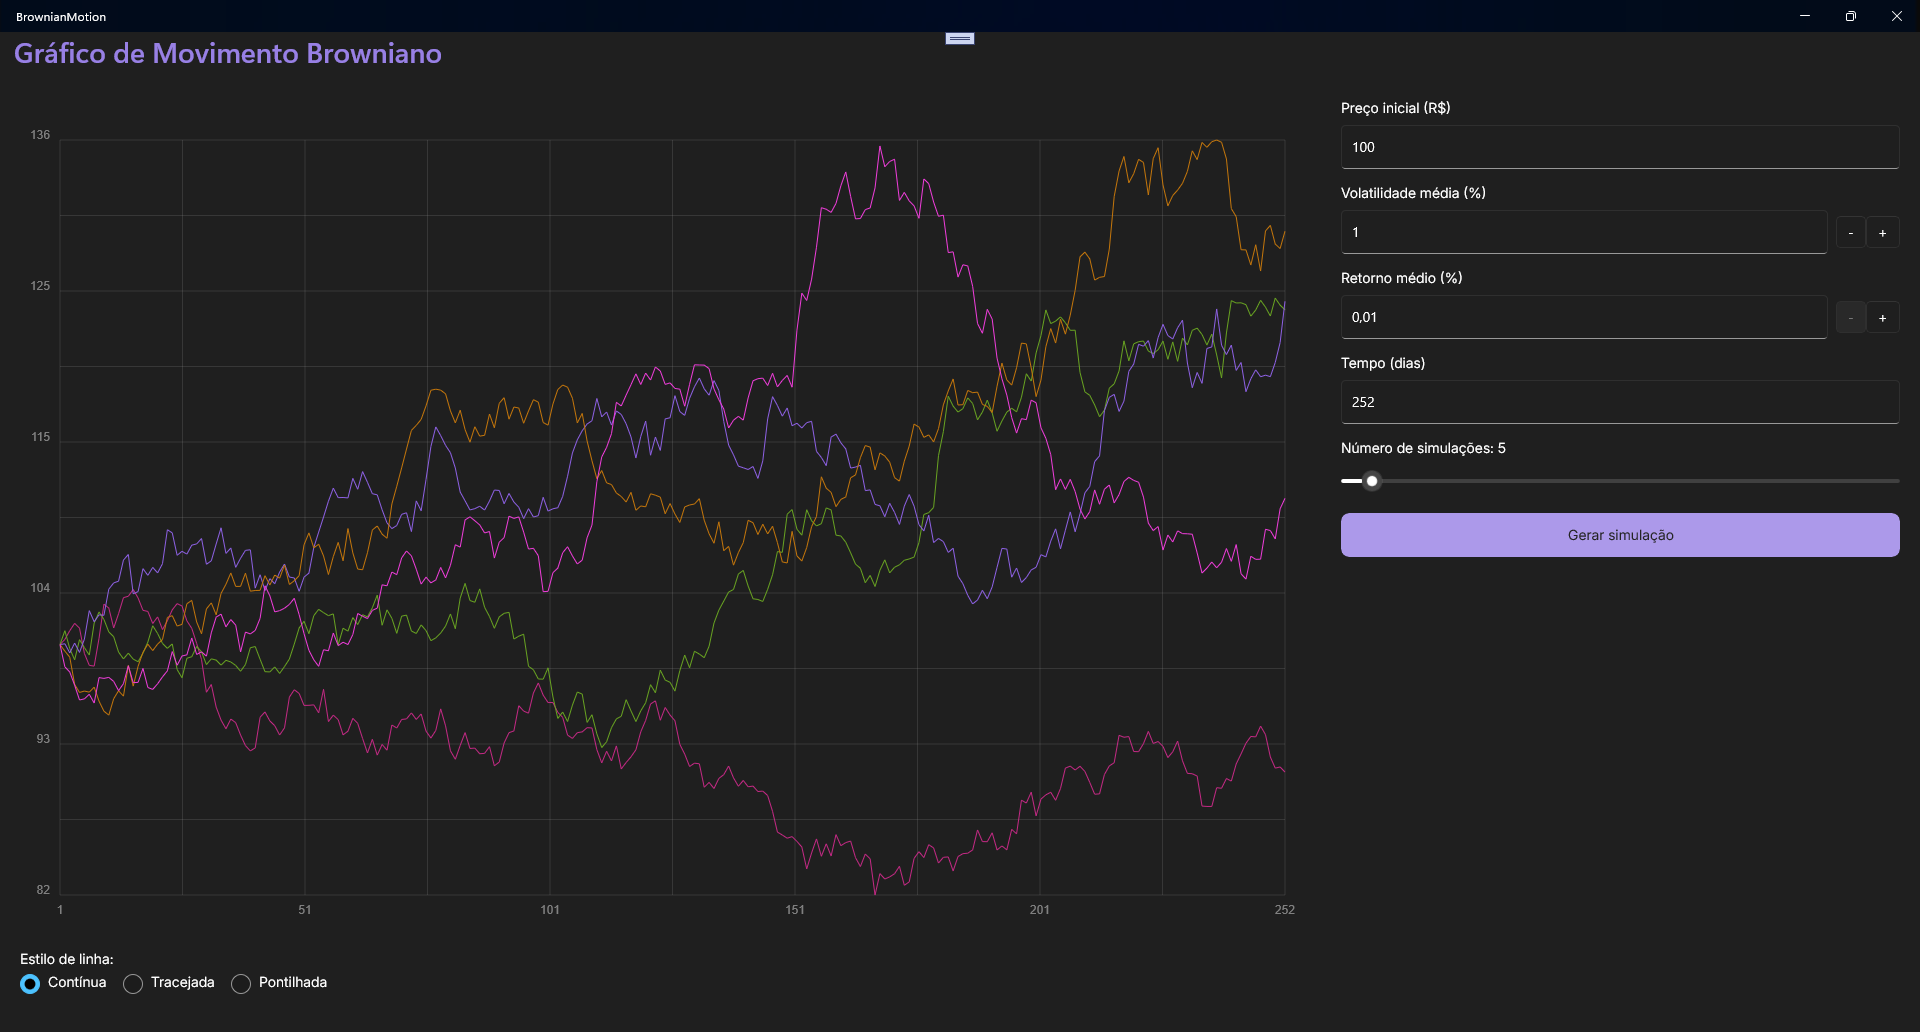 BrownianMotion
Gráfico de Movimento Browniano
136
125
115
104
93
82
1 51 101 151 201 252
Estilo de linha:
Contínua Tracejada Pontilhada
Preço inicial (R$)
100
Volatilidade média (%)
1 - +
Retorno médio (%)
0,01 - +
Tempo (dias)
252
Número de simulações: 5
Gerar simulação